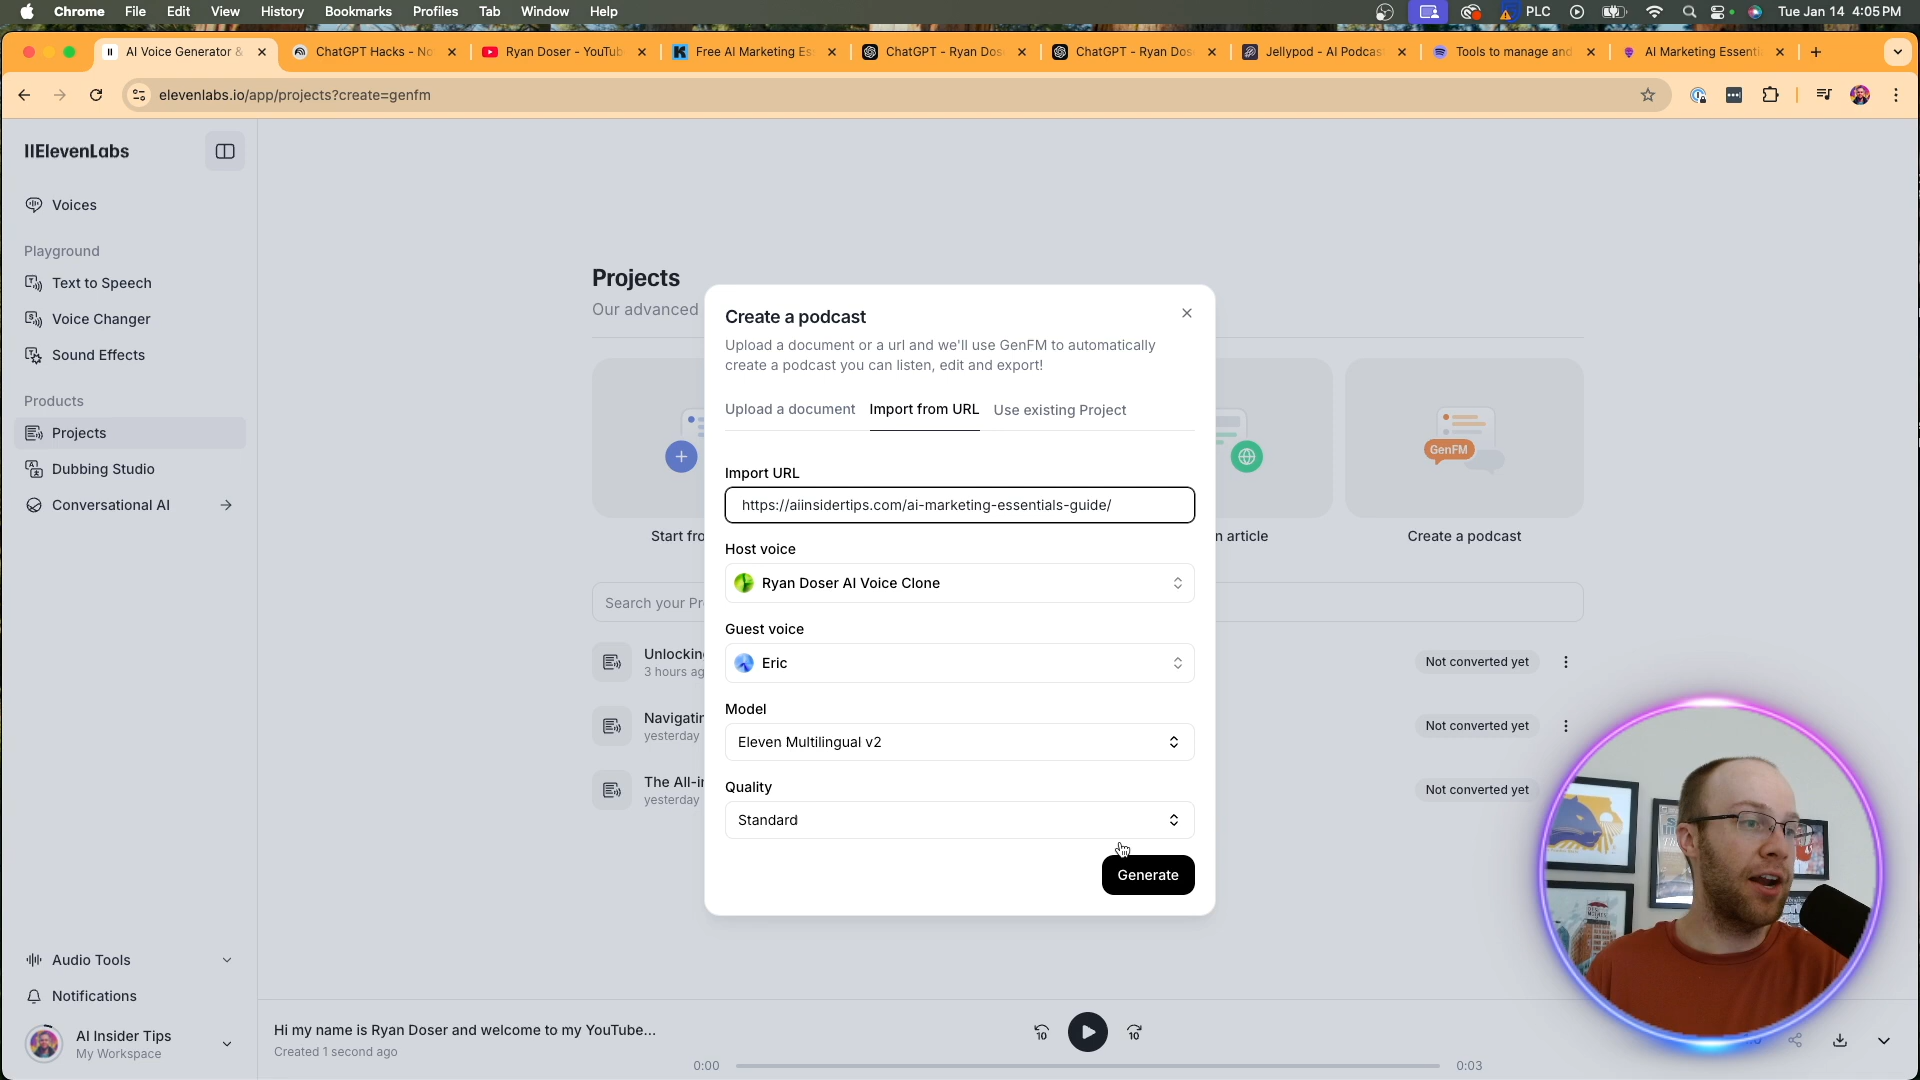 Chrome File Edit View History Bookmarks Profiles Tab Window Help
PLC Tue Jan 14 4:05 PM
AI Voice Generator &
ChatGPT Hacks - No
Ryan Doser - YouTub
Free AI Marketing Es
ChatGPT - Ryan Dos
ChatGPT - Ryan Dos
Jellypod - AI Podcas
Tools to manage and
AI Marketing Essenti
elevenlabs.io/app/projects?create=genfm
IIElevenLabs
Voices
Playground
Text to Speech
Voice Changer
Sound Effects
Products
Projects
Dubbing Studio
Conversational AI
Audio Tools
Notifications
AI Insider Tips
My Workspace
Projects
Our advanced
Start fro
n article
GenFM
Create a podcast
Search your Pr
Unlockin
3 hours ag
Not converted yet
Navigatin
yesterday
Not converted yet
The All-i
yesterday
Not converted yet
Create a podcast
Upload a document or a url and we'll use GenFM to automatically
create a podcast you can listen, edit and export!
Upload a document Import from URL Use existing Project
Import URL
https://aiinsidertips.com/ai-marketing-essentials-guide/
Host voice
Ryan Doser AI Voice Clone
Guest voice
Eric
Model
Eleven Multilingual v2
Quality
Standard
Generate
Hi my name is Ryan Doser and welcome to my YouTube...
Created 1 second ago
10
10
0:00
0:03